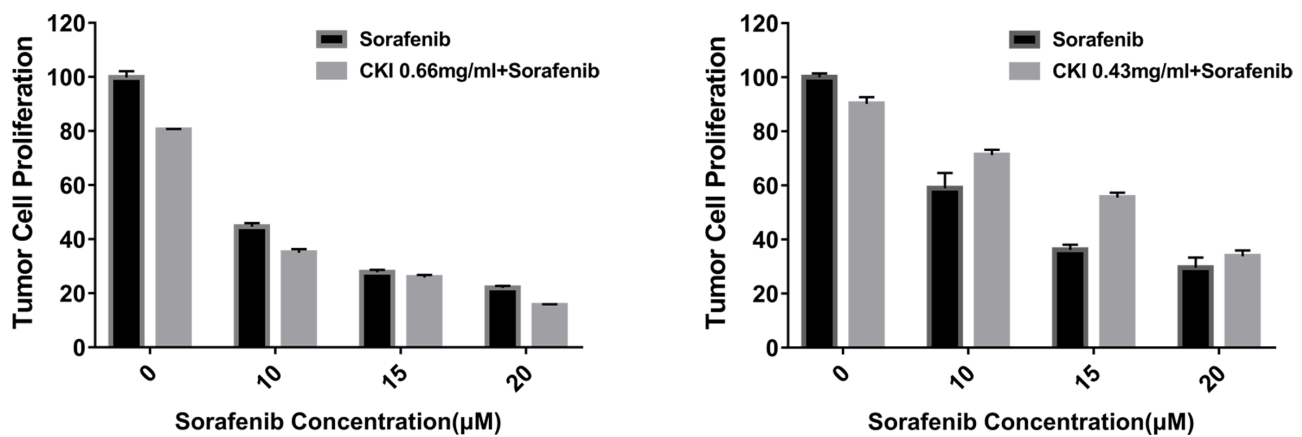 Tumor Cell Proliferation
120
100
80
60
40
20
0
Sorafenib
CKI 0.66mg/ml+Sorafenib
0
10
15
20
Sorafenib Concentration(μM)
Tumor Cell Proliferation
120
100
80
60
40
20
0
Sorafenib
CKI 0.43mg/ml+Sorafenib
0
10
15
20
Sorafenib Concentration(μM)